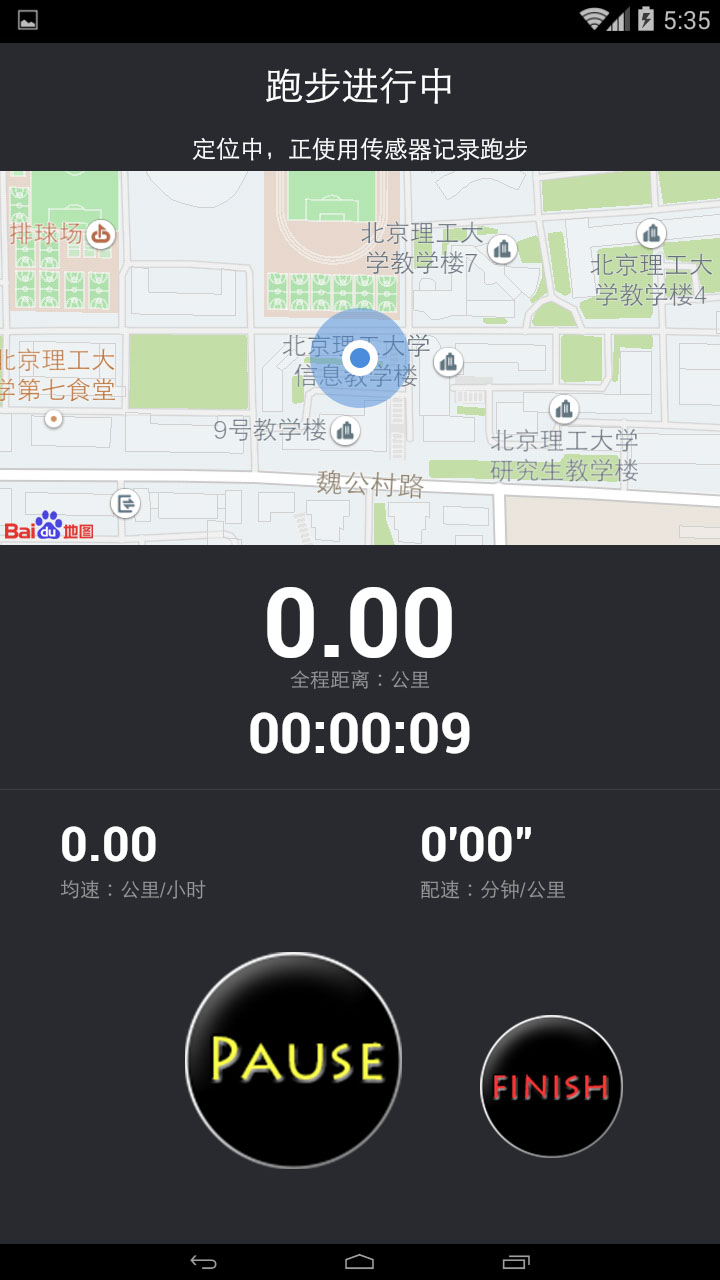 5:35
跑步进行中
定位中，正使用传感器记录跑步
排球场
北京理工大
学教学楼7
北京理工大
学教学楼4
北京理工大学
信息教学楼
北京理工大
学第七食堂
9号教学楼
北京理工大学
研究生教学楼
魏公村路
Bai du 地图
0.00
全程距离：公里
00:00:09
0.00
均速：公里/小时
0'00"
配速：分钟/公里
PAUSE
FINISH